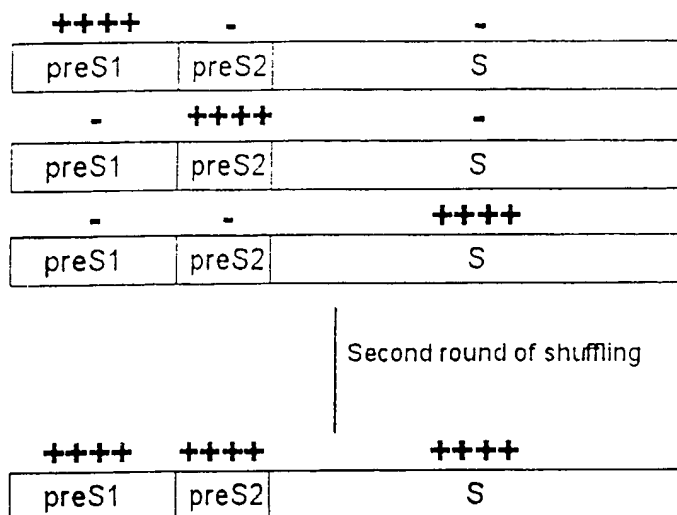 ++++ - -
preS1 preS2 S
- ++++ -
preS1 preS2 S
- - ++++
preS1 preS2 S
Second round of shuffling
++++ ++++ ++++
preS1 preS2 S